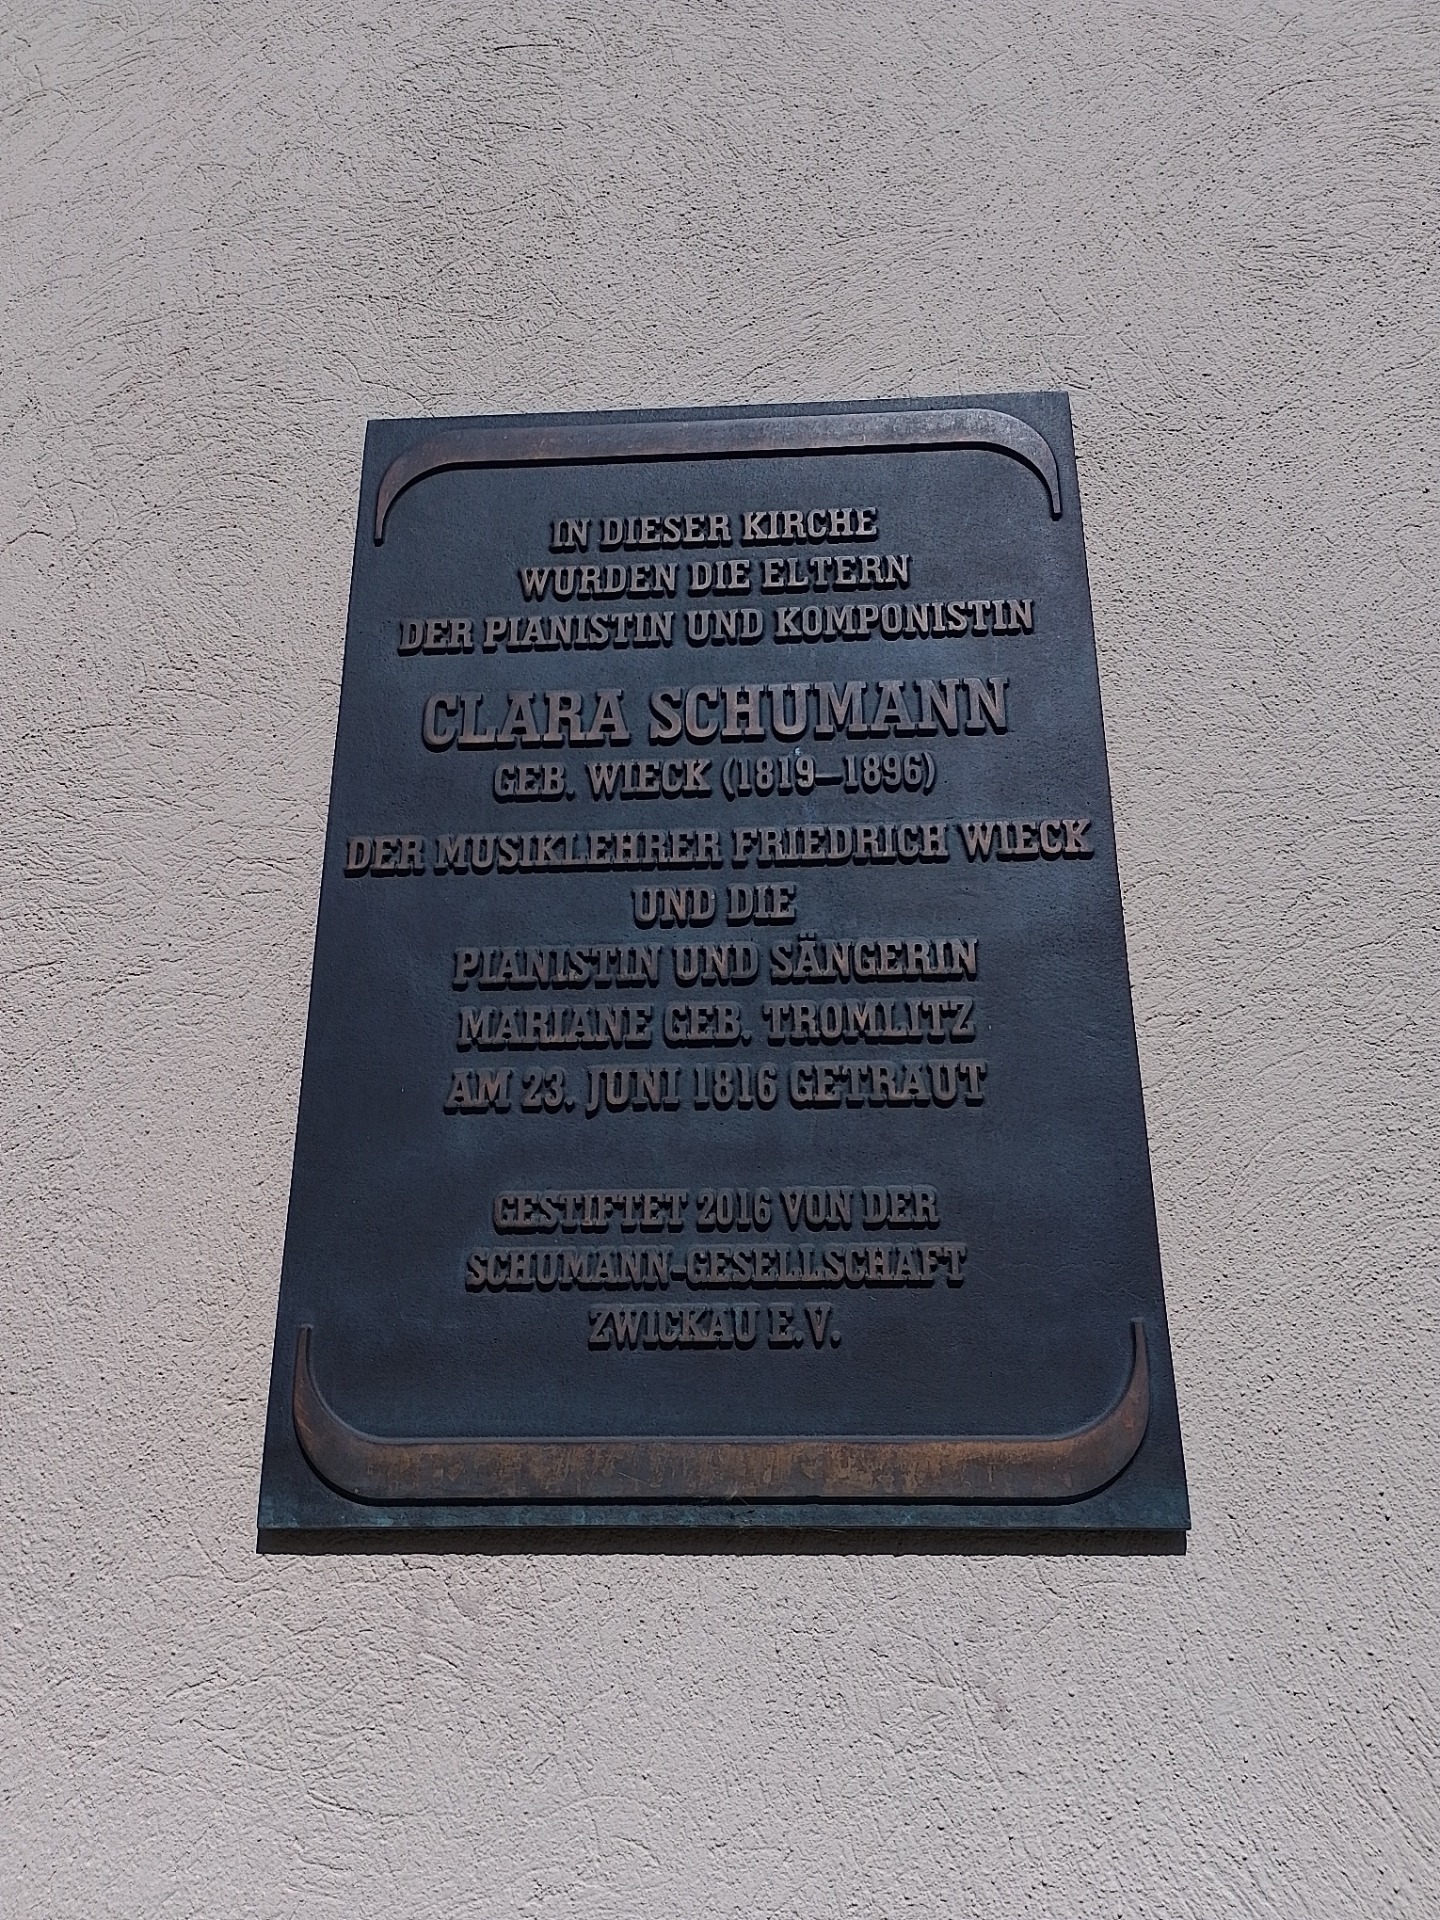 IN DIESER KIRCHE
WURDEN DIE ELTERN
DER PIANISTIN UND KOMPONISTIN
CLARA SCHUMANN
GEB. WIECK (1819–1896)
DER MUSIKLEHRER FRIEDRICH WIECK
UND DIE
PIANISTIN UND SÄNGERIN
MARIANE GEB. TROMLITZ
AM 23. JUNI 1816 GETRAUT
GESTIFTET 2016 VON DER
SCHUMANN-GESELLSCHAFT
ZWICKAU E.V.